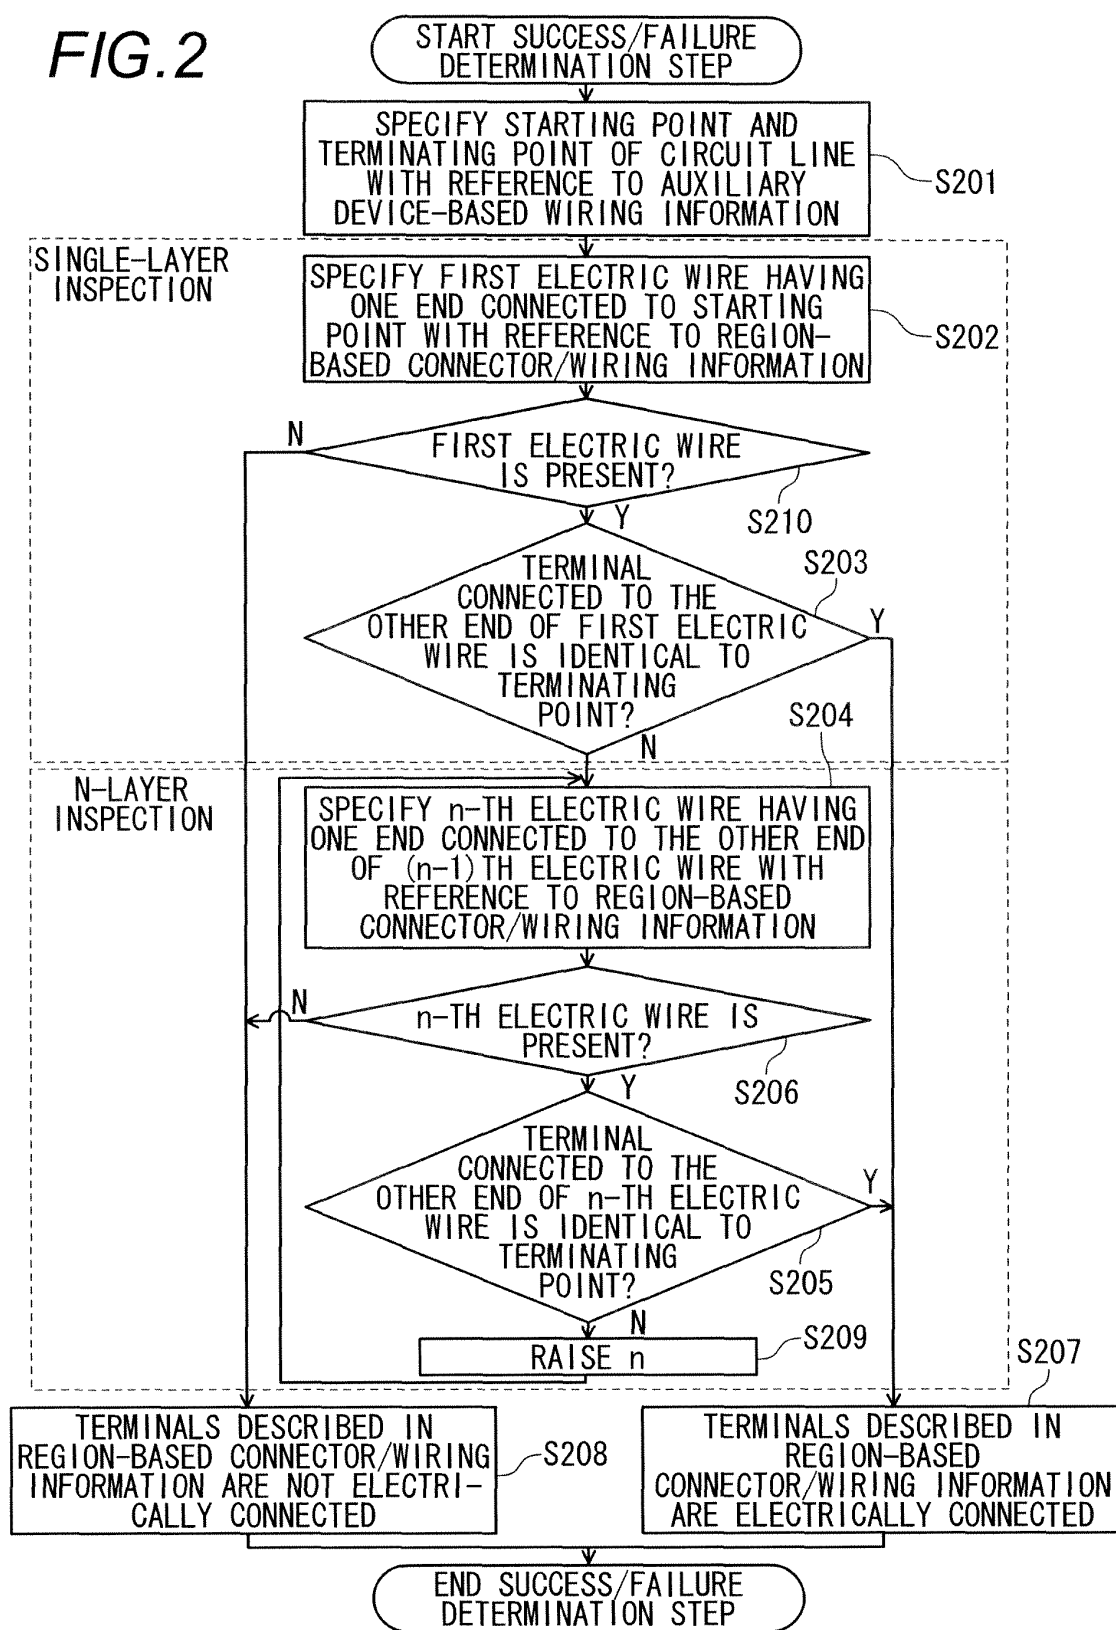 FIG.2
START SUCCESS/FAILURE
DETERMINATION STEP
SPECIFY STARTING POINT AND
TERMINATING POINT OF CIRCUIT LINE
WITH REFERENCE TO AUXILIARY
DEVICE-BASED WIRING INFORMATION
S201
SINGLE-LAYER
INSPECTION
SPECIFY FIRST ELECTRIC WIRE HAVING
ONE END CONNECTED TO STARTING
POINT WITH REFERENCE TO REGION-
BASED CONNECTOR/WIRING INFORMATION
S202
N
FIRST ELECTRIC WIRE
IS PRESENT?
S210
Y
S203
TERMINAL
CONNECTED TO THE
OTHER END OF FIRST ELECTRIC
WIRE IS IDENTICAL TO
TERMINATING
POINT?
Y
N
S204
N-LAYER
INSPECTION
SPECIFY n-TH ELECTRIC WIRE HAVING
ONE END CONNECTED TO THE OTHER END
OF (n-1)TH ELECTRIC WIRE WITH
REFERENCE TO REGION-BASED
CONNECTOR/WIRING INFORMATION
N
n-TH ELECTRIC WIRE IS
PRESENT?
S206
Y
TERMINAL
CONNECTED TO THE
OTHER END OF n-TH ELECTRIC
WIRE IS IDENTICAL TO
TERMINATING
POINT?
Y
S205
N
RAISE n
S209
S207
TERMINALS DESCRIBED IN
REGION-BASED CONNECTOR/WIRING
INFORMATION ARE NOT ELECTRI-
CALLY CONNECTED
S208
TERMINALS DESCRIBED IN
REGION-BASED
CONNECTOR/WIRING INFORMATION
ARE ELECTRICALLY CONNECTED
END SUCCESS/FAILURE
DETERMINATION STEP